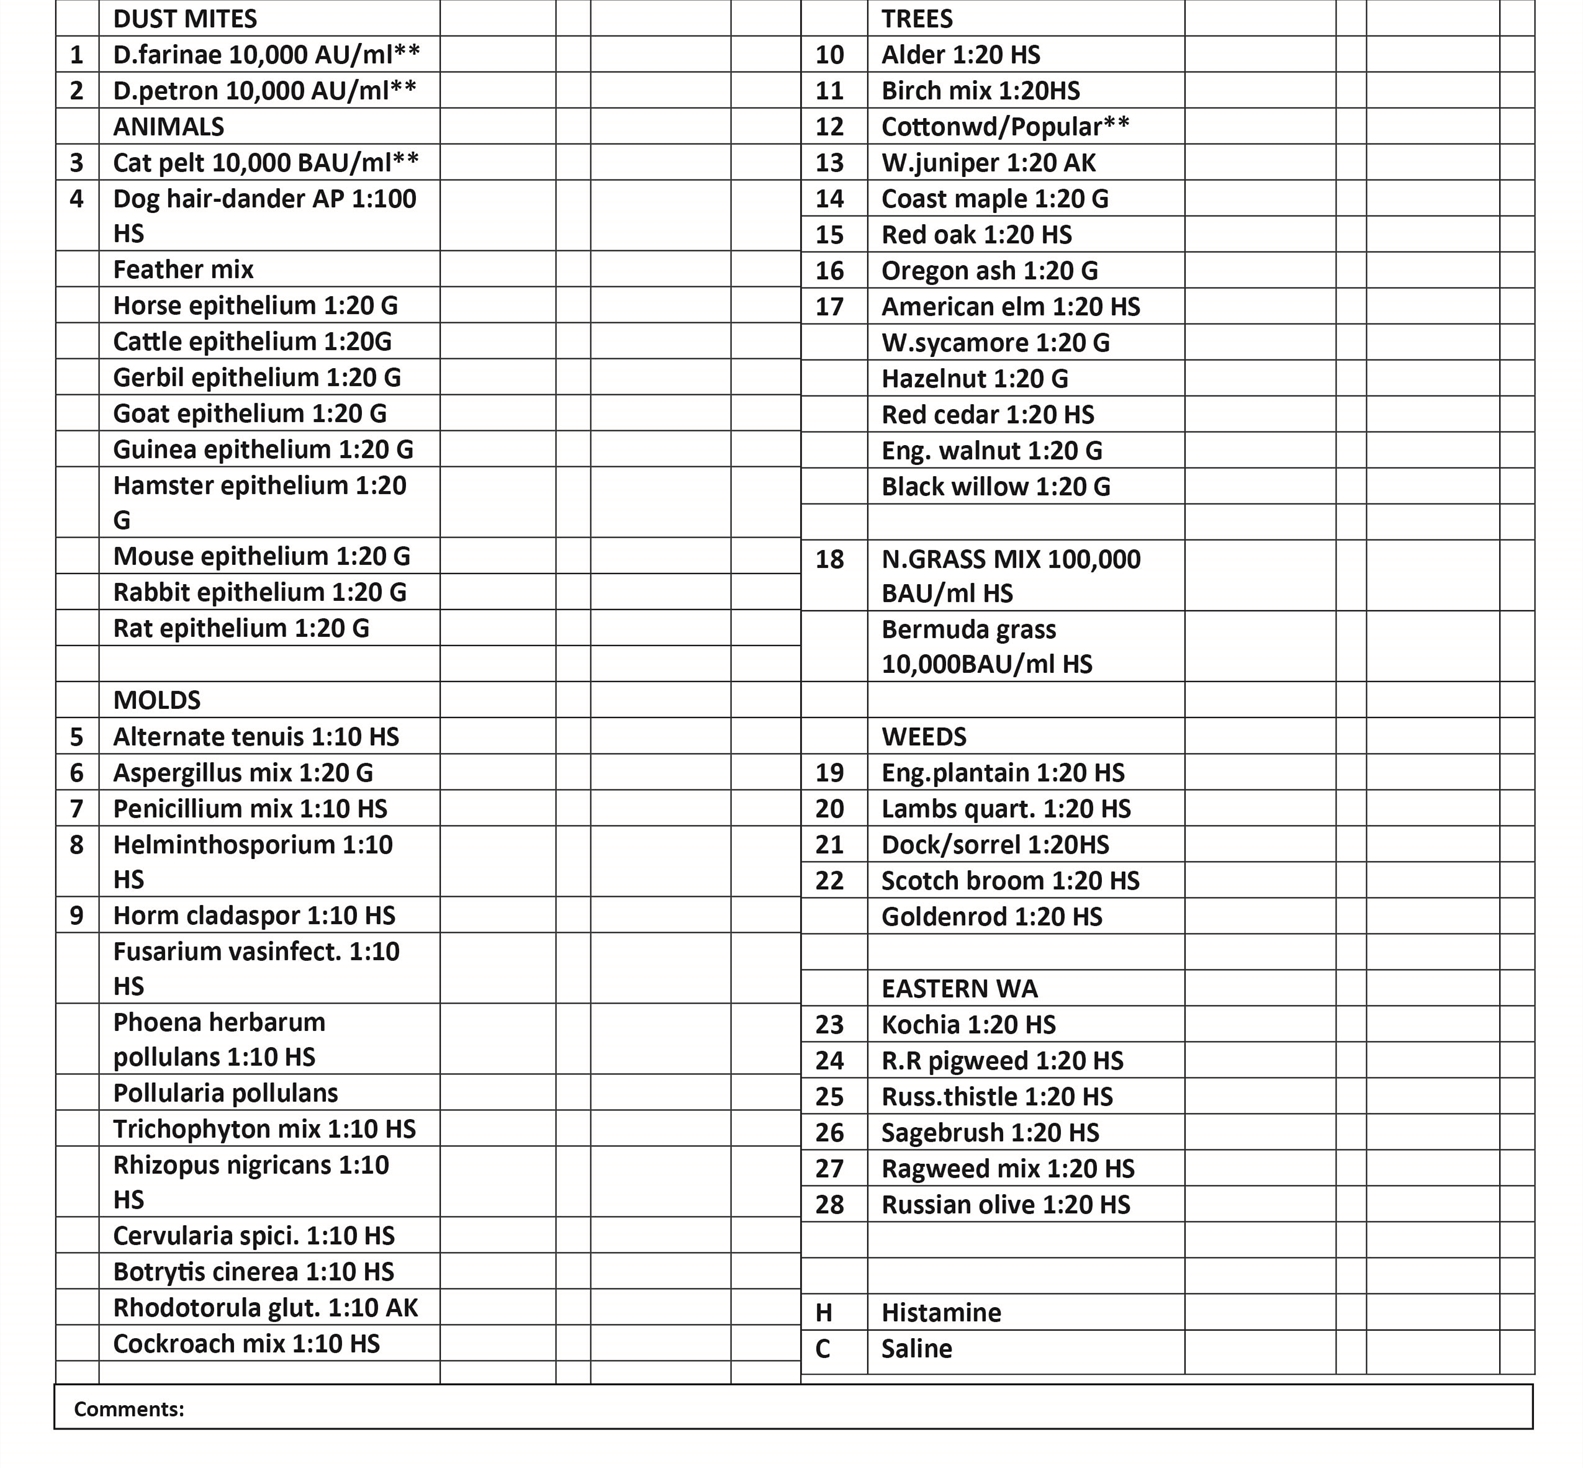 DUST MITES
1 D.farinae 10,000 AU/ml**
2 D.petron 10,000 AU/ml**
ANIMALS
3 Cat pelt 10,000 BAU/ml**
4 Dog hair-dander AP 1:100
HS
Feather mix
Horse epithelium 1:20 G
Cattle epithelium 1:20G
Gerbil epithelium 1:20 G
Goat epithelium 1:20 G
Guinea epithelium 1:20 G
Hamster epithelium 1:20
G
Mouse epithelium 1:20 G
Rabbit epithelium 1:20 G
Rat epithelium 1:20 G
MOLDS
5 Alternate tenuis 1:10 HS
6 Aspergillus mix 1:20 G
7 Penicillium mix 1:10 HS
8 Helminthosporium 1:10
HS
9 Horm cladaspor 1:10 HS
Fusarium vasinfect. 1:10
HS
Phoena herbarum
pollulans 1:10 HS
Pollularia pollulans
Trichophyton mix 1:10 HS
Rhizopus nigricans 1:10
HS
Cervularia spici. 1:10 HS
Botrytis cinerea 1:10 HS
Rhodotorula glut. 1:10 AK
Cockroach mix 1:10 HS
TREES
10 Alder 1:20 HS
11 Birch mix 1:20HS
12 Cottonwd/Popular**
13 W.juniper 1:20 AK
14 Coast maple 1:20 G
15 Red oak 1:20 HS
16 Oregon ash 1:20 G
17 American elm 1:20 HS
W.sycamore 1:20 G
Hazelnut 1:20 G
Red cedar 1:20 HS
Eng. walnut 1:20 G
Black willow 1:20 G
18 N.GRASS MIX 100,000
BAU/ml HS
Bermuda grass
10,000BAU/ml HS
WEEDS
19 Eng.plantain 1:20 HS
20 Lambs quart. 1:20 HS
21 Dock/sorrel 1:20HS
22 Scotch broom 1:20 HS
Goldenrod 1:20 HS
EASTERN WA
23 Kochia 1:20 HS
24 R.R pigweed 1:20 HS
25 Russ.thistle 1:20 HS
26 Sagebrush 1:20 HS
27 Ragweed mix 1:20 HS
28 Russian olive 1:20 HS
H Histamine
C Saline
Comments: